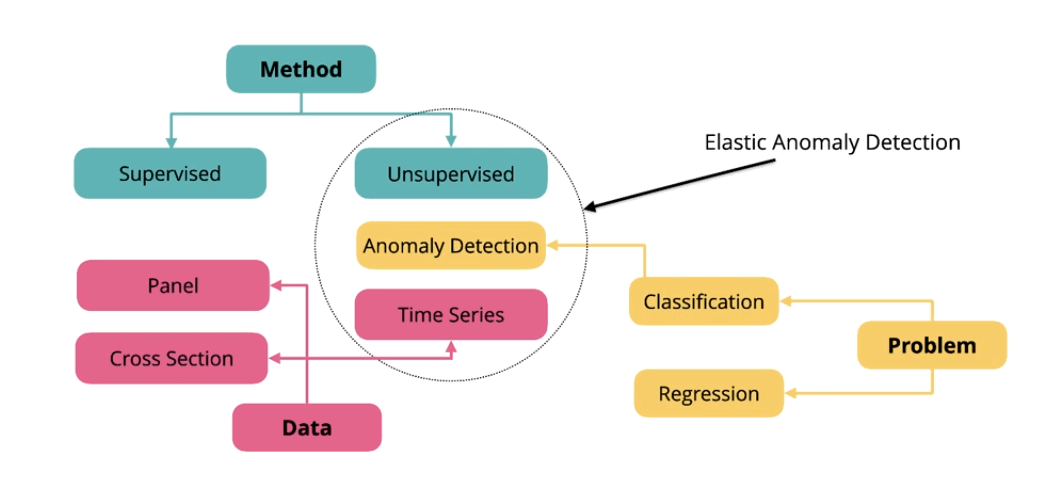 Method
Elastic Anomaly Detection
Supervised
Unsupervised
Anomaly Detection
Panel
Classification
Time Series
Cross Section
Problem
Regression
Data